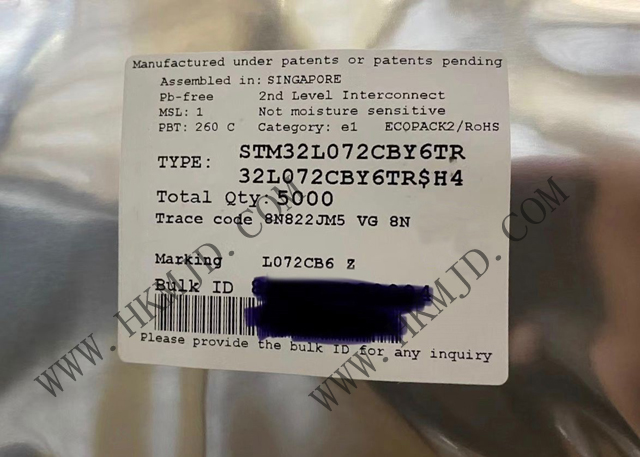 Manufactured under patents or patents pending
Assembled in: SINGAPORE
Pb-free 2nd Level Interconnect
MSL: 1 Not moisture sensitive
PBT: 260 C Category: e1 ECOPACK2/RoHS
TYPE: STM32L072CBY6TR
32L072CBY6TR$H4
Total Qty: 5000
Trace code 8N822JM5 VG 8N
Marking L072CB6 Z
Bulk ID
Please provide the bulk ID for any inquiry
WWW.HKMJD.COM
WWW.HKMJD.COM